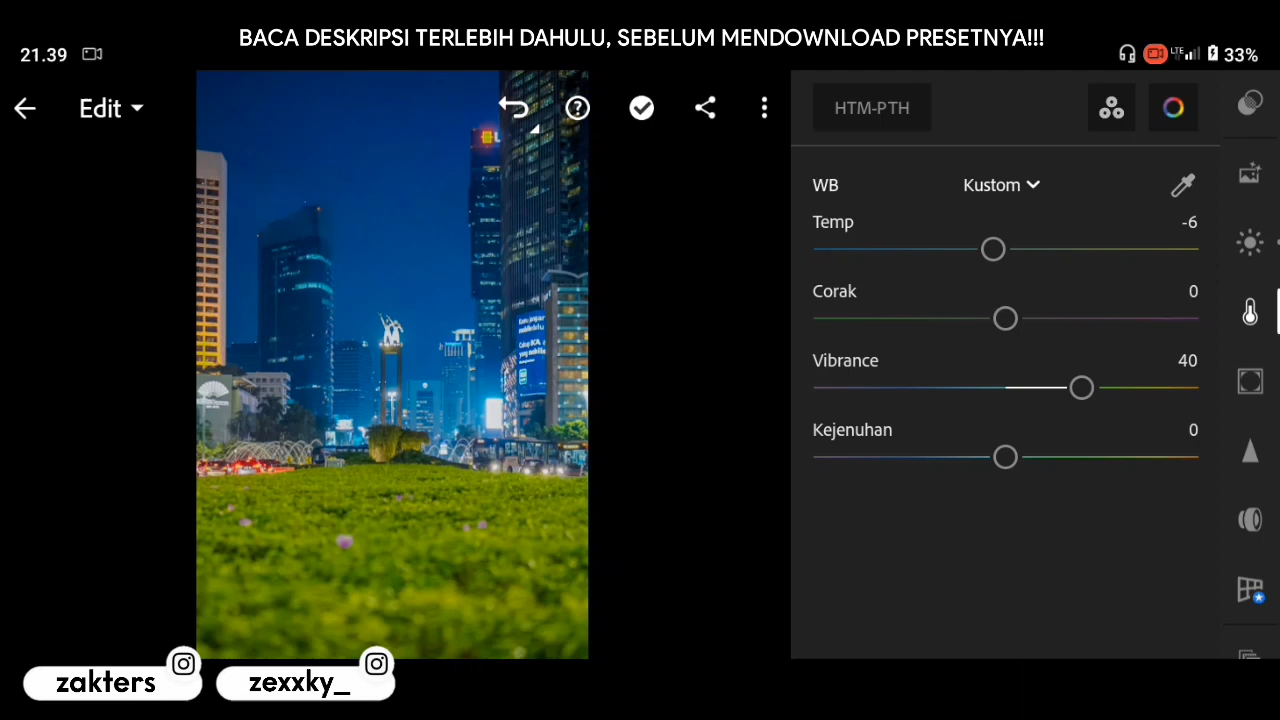 BACA DESKRIPSI TERLEBIH DAHULU, SEBELUM MENDOWNLOAD PRESETNYA!!!
21.39
LTE
33%
Edit
HTM-PTH
WB
Kustom
Temp
-6
Corak
0
Vibrance
40
Kejenuhan
0
zakters
zexxky_